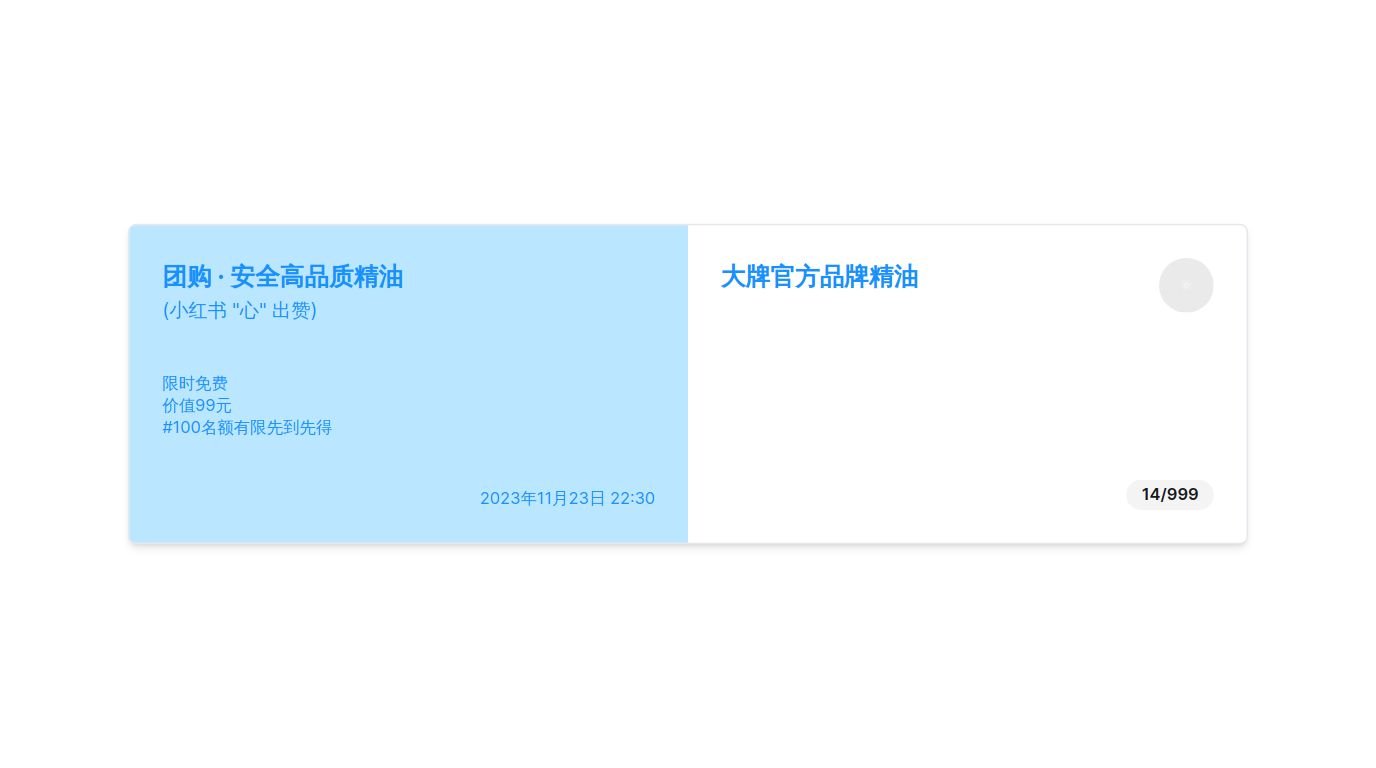 团购 · 安全高品质精油
(小红书 "心" 出赞)
限时免费
价值99元
#100名额有限先到先得
2023年11月23日 22:30
大牌官方品牌精油
14/999